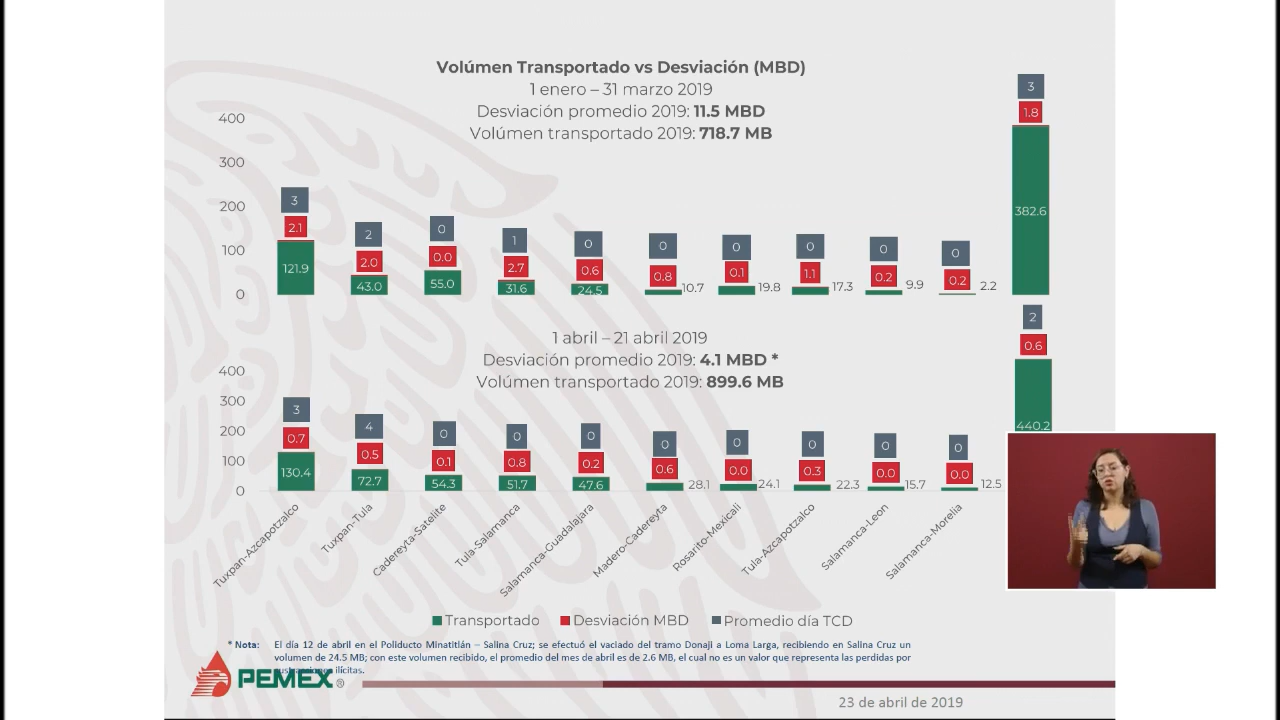 Volúmen Transportado vs Desviación (MBD)
1 enero – 31 marzo 2019
Desviación promedio 2019: 11.5 MBD
Volúmen transportado 2019: 718.7 MB
400
300
200
100
0
3 2 0 1 0 0 0 0 0 0 3
2.1 2.0 0.0 2.7 0.6 0.8 0.1 1.1 0.2 0.2 1.8
121.9 43.0 55.0 31.6 24.5 10.7 19.8 17.3 9.9 2.2 382.6
1 abril – 21 abril 2019
Desviación promedio 2019: 4.1 MBD *
Volúmen transportado 2019: 899.6 MB
400
300
200
100
0
3 4 0 0 0 0 0 0 0 0 2
0.7 0.5 0.1 0.8 0.2 0.6 0.0 0.3 0.0 0.0 0.6
130.4 72.7 54.3 51.7 47.6 28.1 24.1 22.3 15.7 12.5 440.2
Tuxpan-Azcapotzalco
Tuxpan-Tula
Cadereyta-Satelite
Tula-Salamanca
Salamanca-Guadalajara
Madero-Cadereyta
Rosarito-Mexicali
Tula-Azcapotzalco
Salamanca-Leon
Salamanca-Morelia
Transportado Desviación MBD Promedio día TCD
* Nota: El día 12 de abril en el Poliducto Minatitlán – Salina Cruz; se efectuó el vaciado del tramo Donaji a Loma Larga, recibiendo en Salina Cruz un
volumen de 24.5 MB; con este volumen recibido, el promedio del mes de abril es de 2.6 MB, el cual no es un valor que representa las perdidas por
ilícitas.
PEMEX®
23 de abril de 2019